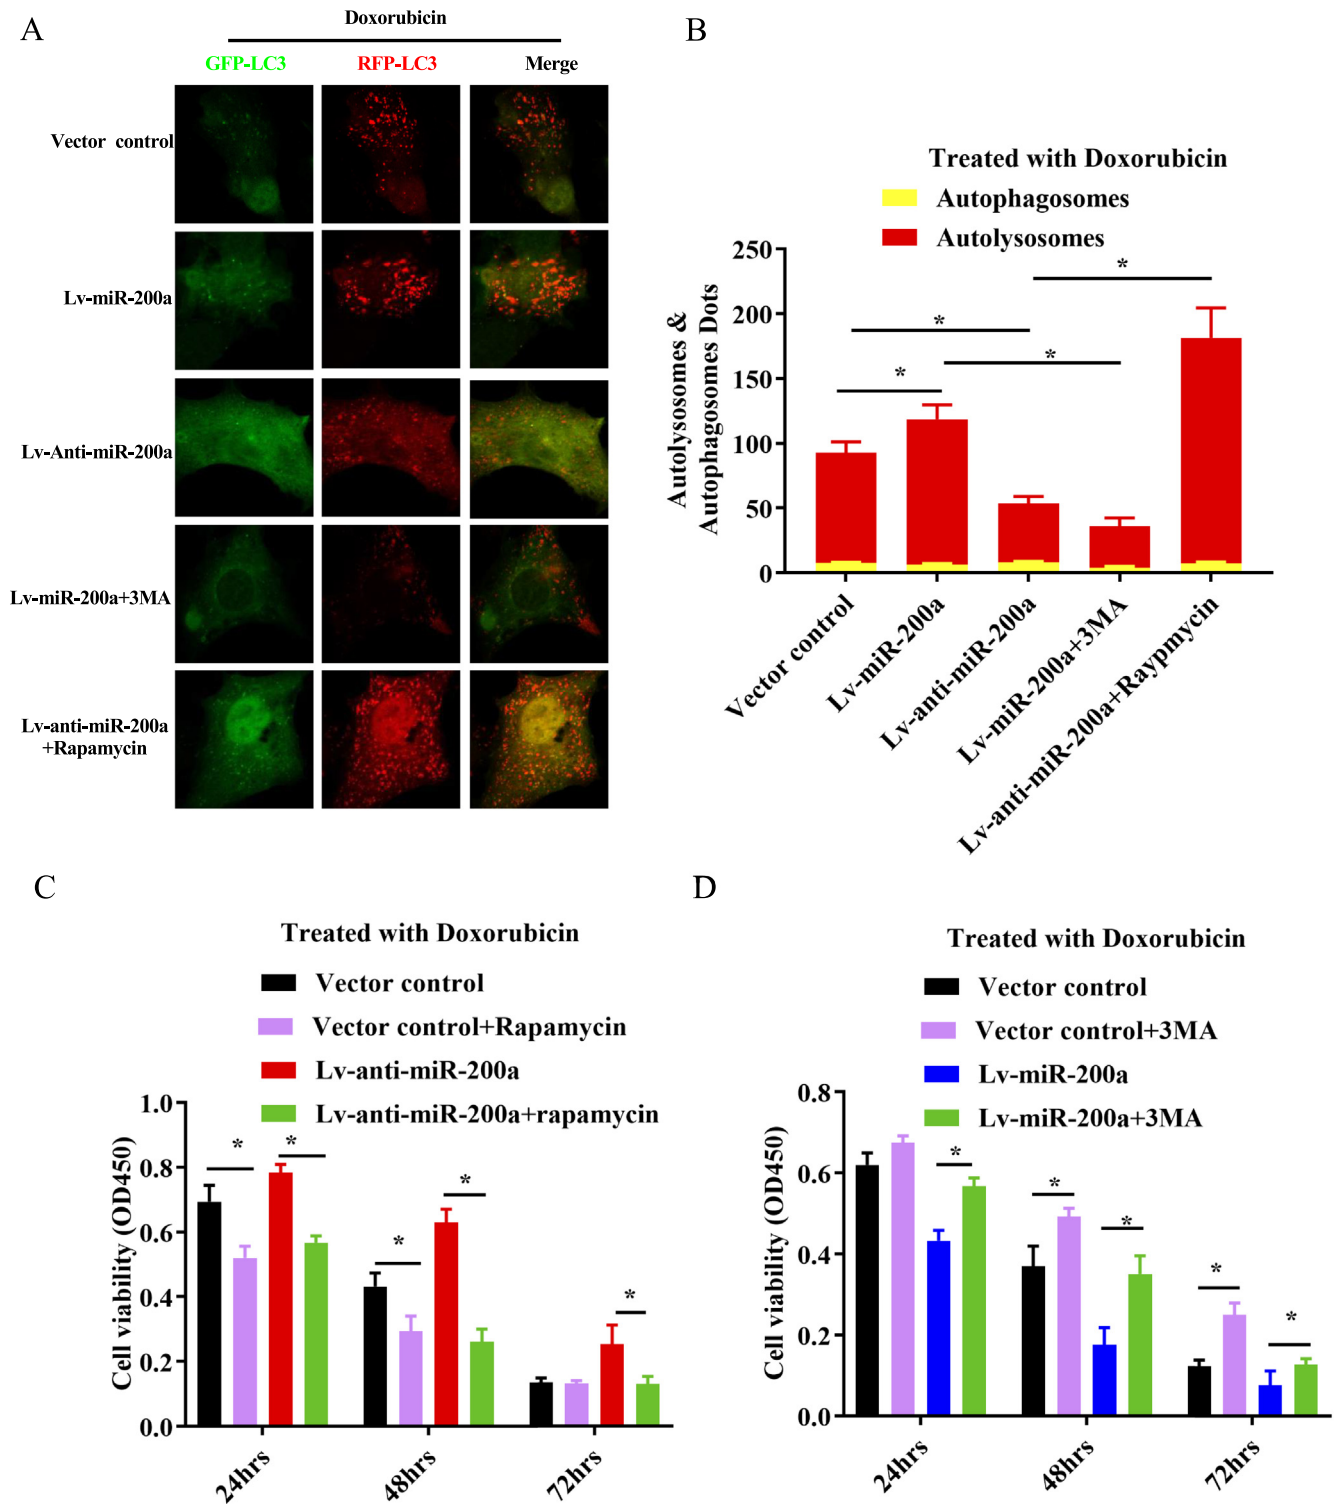 A
Doxorubicin
GFP-LC3 RFP-LC3 Merge
Vector control
Lv-miR-200a
Lv-Anti-miR-200a
Lv-miR-200a+3MA
Lv-anti-miR-200a
+Rapamycin
B
Treated with Doxorubicin
Autophagosomes
Autolysosomes
Autolysosomes &
Autophagosomes Dots
250
200
150
100
50
0
*
*
*
*
Vector control
Lv-miR-200a
Lv-anti-miR-200a
Lv-miR-200a+3MA
Lv-anti-miR-200a+Raypmycin
C
Treated with Doxorubicin
Vector control
Vector control+Rapamycin
Lv-anti-miR-200a
Lv-anti-miR-200a+rapamycin
Cell viability (OD450)
1.0
0.8
0.6
0.4
0.2
0.0
* *
* *
*
24hrs
48hrs
72hrs
D
Treated with Doxorubicin
Vector control
Vector control+3MA
Lv-miR-200a
Lv-miR-200a+3MA
Cell viability (OD450)
0.8
0.6
0.4
0.2
0.0
*
* *
* *
24hrs
48hrs
72hrs